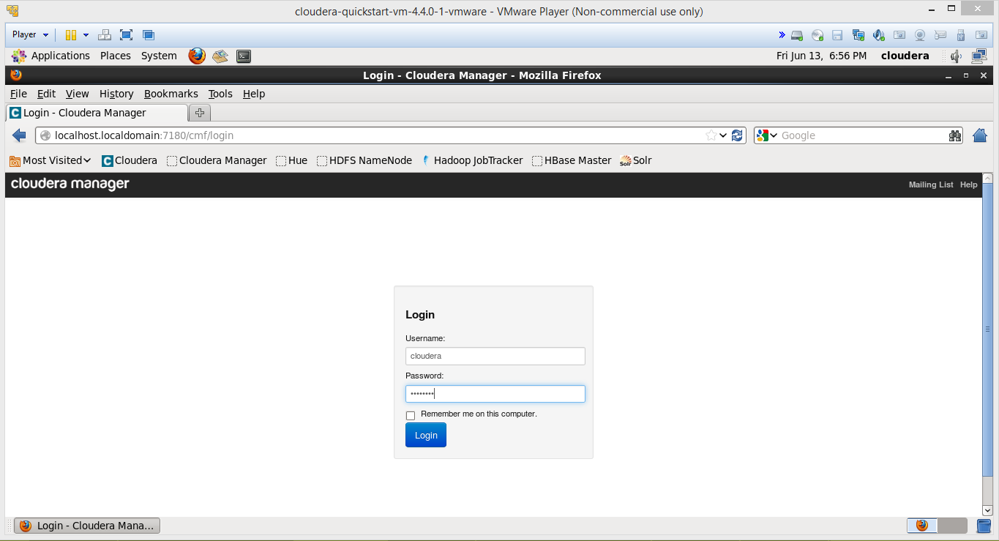 cloudera-quickstart-vm-4.4.0-1-vmware - VMware Player (Non-commercial use only)
Player
Applications Places System Fri Jun 13, 6:56 PM cloudera
Login - Cloudera Manager - Mozilla Firefox
File Edit View History Bookmarks Tools Help
Login - Cloudera Manager
localhost.localdomain:7180/cmf/login Google
Most Visited Cloudera Cloudera Manager Hue HDFS NameNode Hadoop JobTracker HBase Master Solr
cloudera manager Mailing List Help
Login
Username:
cloudera
Password:
••••••••
Remember me on this computer.
Login
Login - Cloudera Mana...